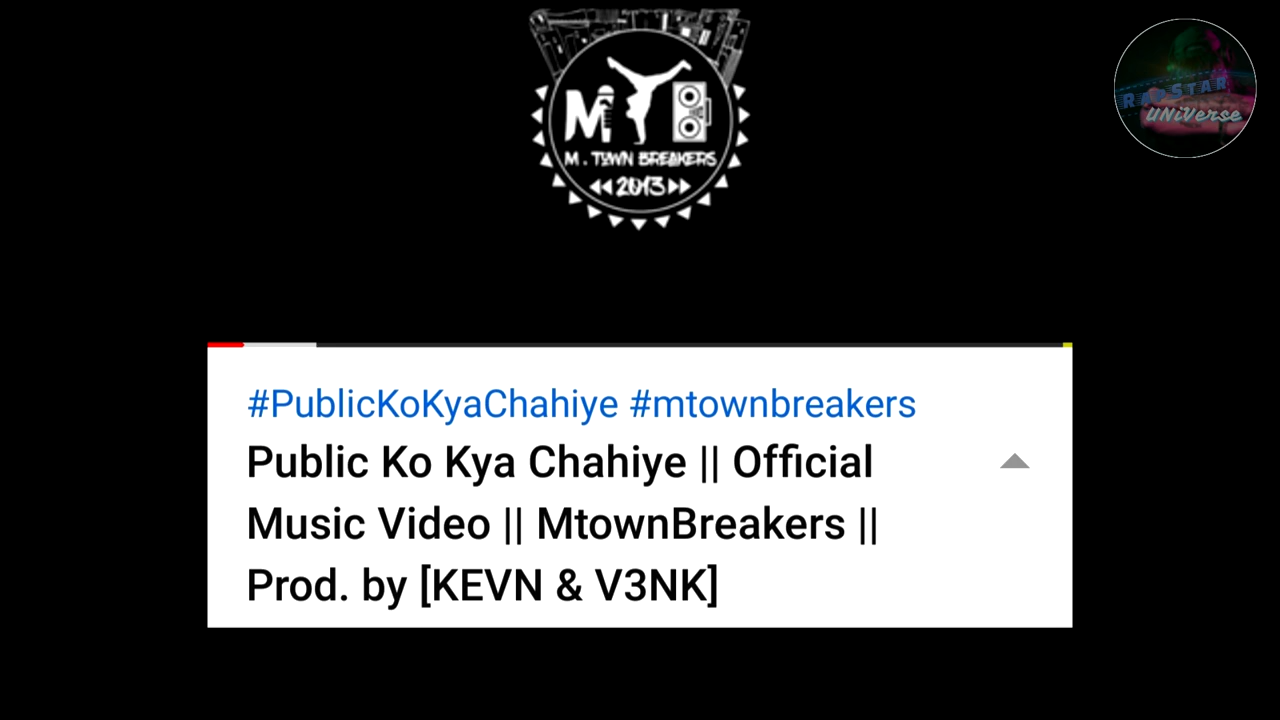 M
M . TOWN BREAKERS
2013
RAPSTAR
UNiVerse
#PublicKoKyaChahiye #mtownbreakers
Public Ko Kya Chahiye || Official
Music Video || MtownBreakers ||
Prod. by [KEVN & V3NK]